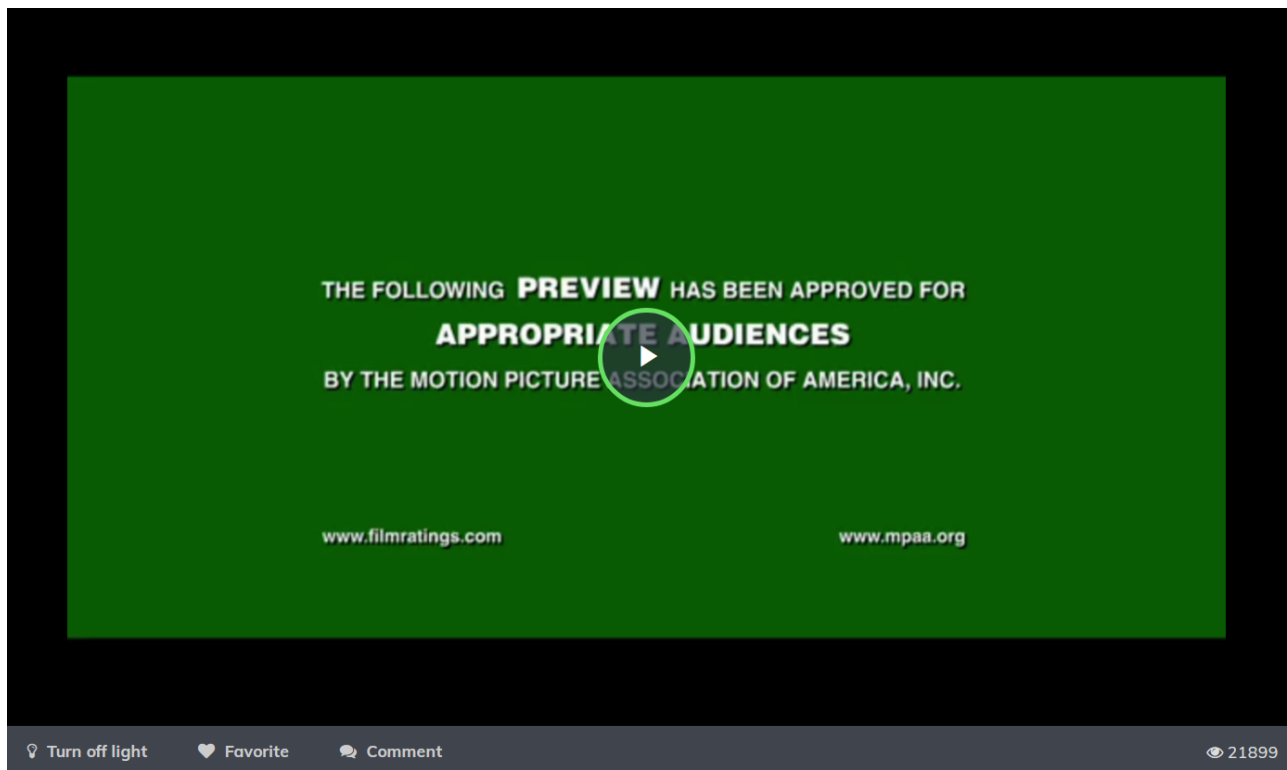 THE FOLLOWING PREVIEW HAS BEEN APPROVED FOR
APPROPRIATE AUDIENCES
BY THE MOTION PICTURE ASSOCIATION OF AMERICA, INC.
www.filmratings.com www.mpaa.org
Turn off light Favorite Comment 21899